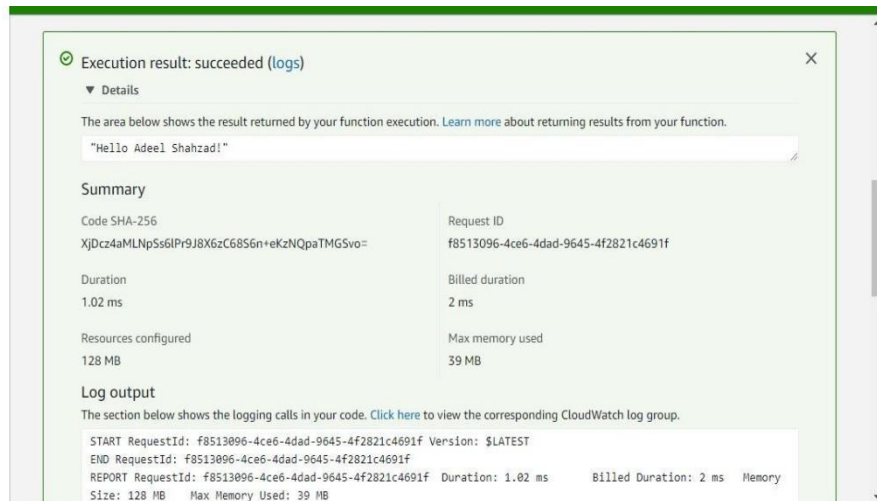 Execution result: succeeded (logs)
▼ Details
The area below shows the result returned by your function execution. Learn more about returning results from your function.
"Hello Adeel Shahzad!"
Summary
Code SHA-256
Request ID
XjDcz4aMLNpSs6lPr9J8X6zC68S6n+eKzNQpaTMGSvo=
f8513096-4ce6-4dad-9645-4f2821c4691f
Duration
Billed duration
1.02 ms
2 ms
Resources configured
Max memory used
128 MB
39 MB
Log output
The section below shows the logging calls in your code. Click here to view the corresponding CloudWatch log group.
START RequestId: f8513096-4ce6-4dad-9645-4f2821c4691f Version: $LATEST
END RequestId: f8513096-4ce6-4dad-9645-4f2821c4691f
REPORT RequestId: f8513096-4ce6-4dad-9645-4f2821c4691f Duration: 1.02 ms Billed Duration: 2 ms Memory
Size: 128 MB Max Memory Used: 39 MB